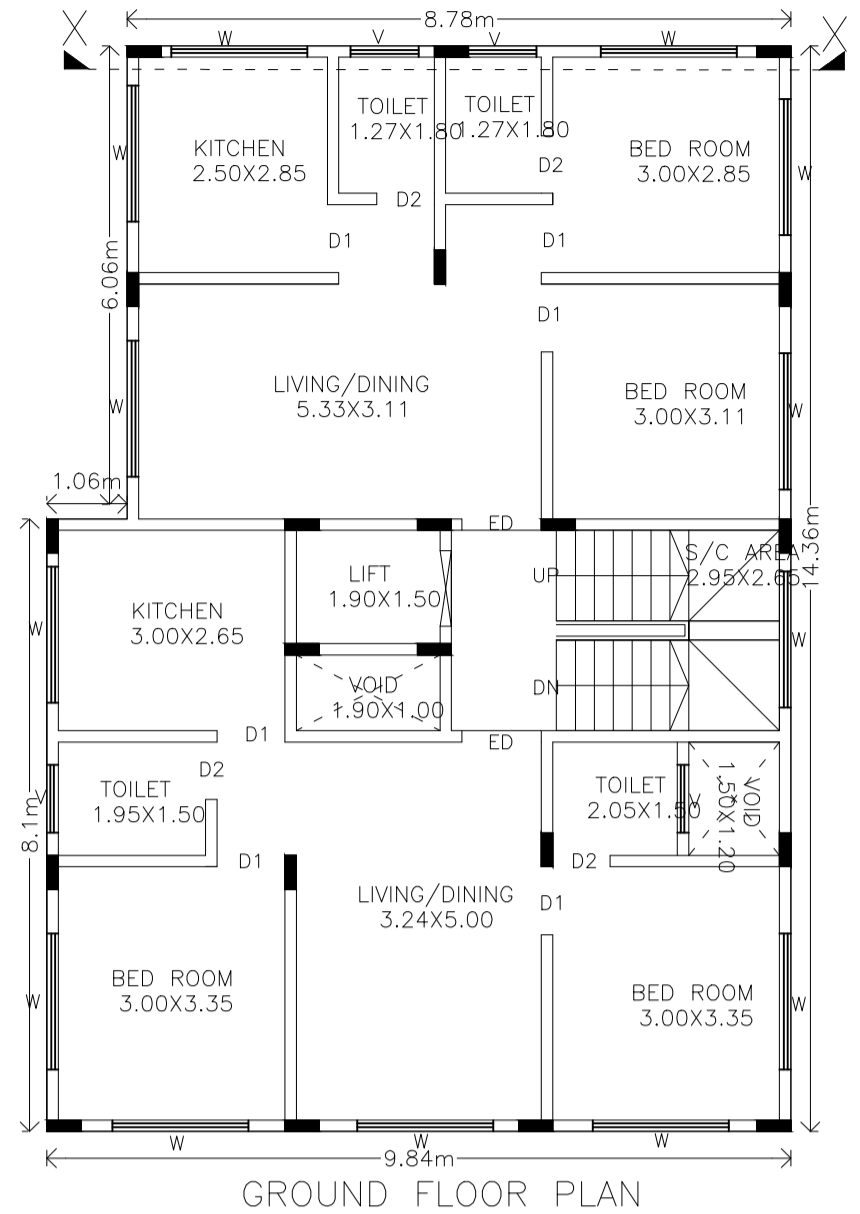 8.78m
X
X
W
V
V
W
TOILET
1.27X1.80
TOILET
1.27X1.80
KITCHEN
2.50X2.85
BED ROOM
3.00X2.85
W
W
D2
D2
D1
D1
6.06m
D1
LIVING/DINING
5.33X3.11
BED ROOM
3.00X3.11
W
W
1.06m
ED
14.36m
S/C AREA
2.95X2.65
UP
LIFT
1.90X1.50
KITCHEN
3.00X2.65
W
W
VOID
1.90X1.00
DN
D1
ED
D2
TOILET
1.95X1.50
V
TOILET
2.05X1.50
V
VOID
1.50X1.20
8.1m
D1
D2
LIVING/DINING
3.24X5.00
D1
BED ROOM
3.00X3.35
BED ROOM
3.00X3.35
W
W
W
W
W
9.84m
GROUND FLOOR PLAN